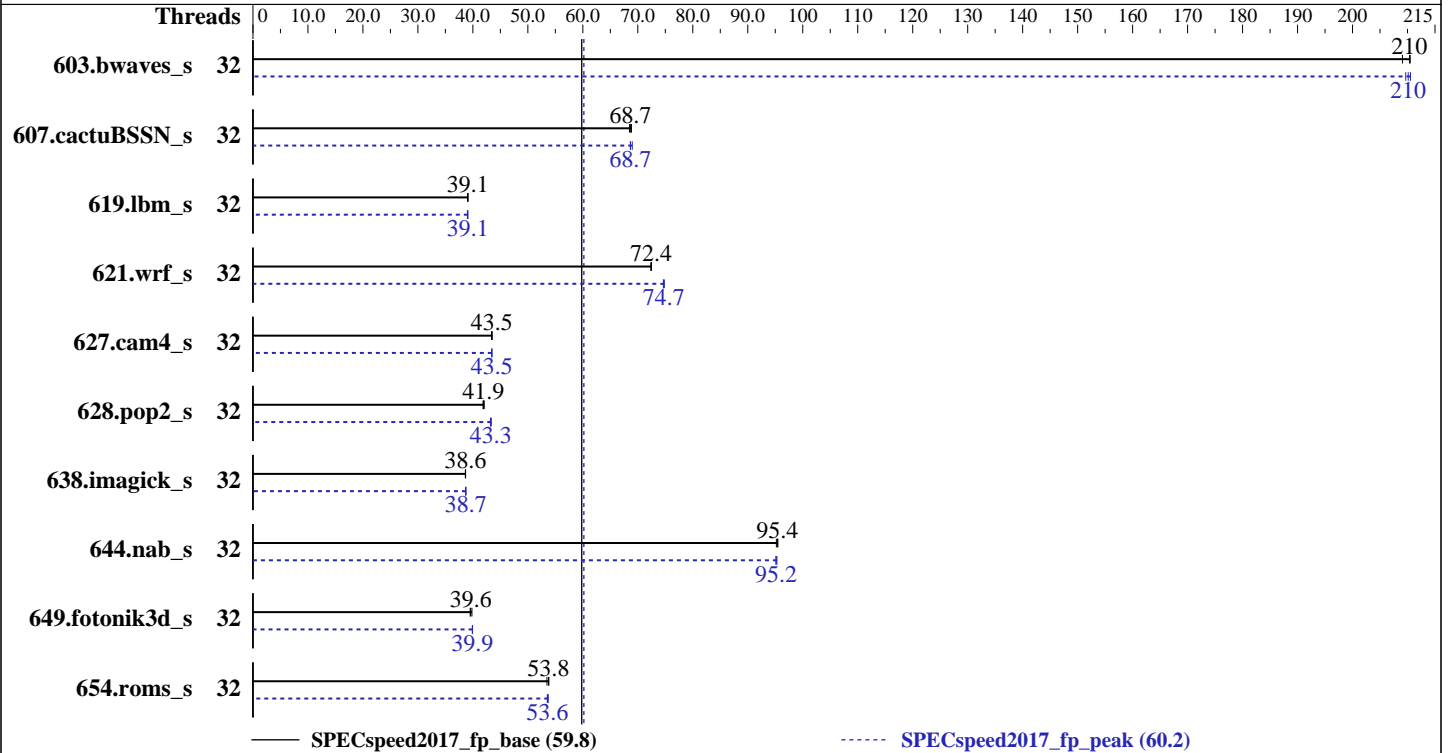 Threads 0 10.0 20.0 30.0 40.0 50.0 60.0 70.0 80.0 90.0 100 110 120 130 140 150 160 170 180 190 200 215
210
603.bwaves_s 32
210
68.7
607.cactuBSSN_s 32
68.7
39.1
619.lbm_s 32
39.1
72.4
621.wrf_s 32
74.7
43.5
627.cam4_s 32
43.5
41.9
628.pop2_s 32
43.3
38.6
638.imagick_s 32
38.7
95.4
644.nab_s 32
95.2
39.6
649.fotonik3d_s 32
39.9
53.8
654.roms_s 32
53.6
SPECspeed2017_fp_base (59.8) SPECspeed2017_fp_peak (60.2)